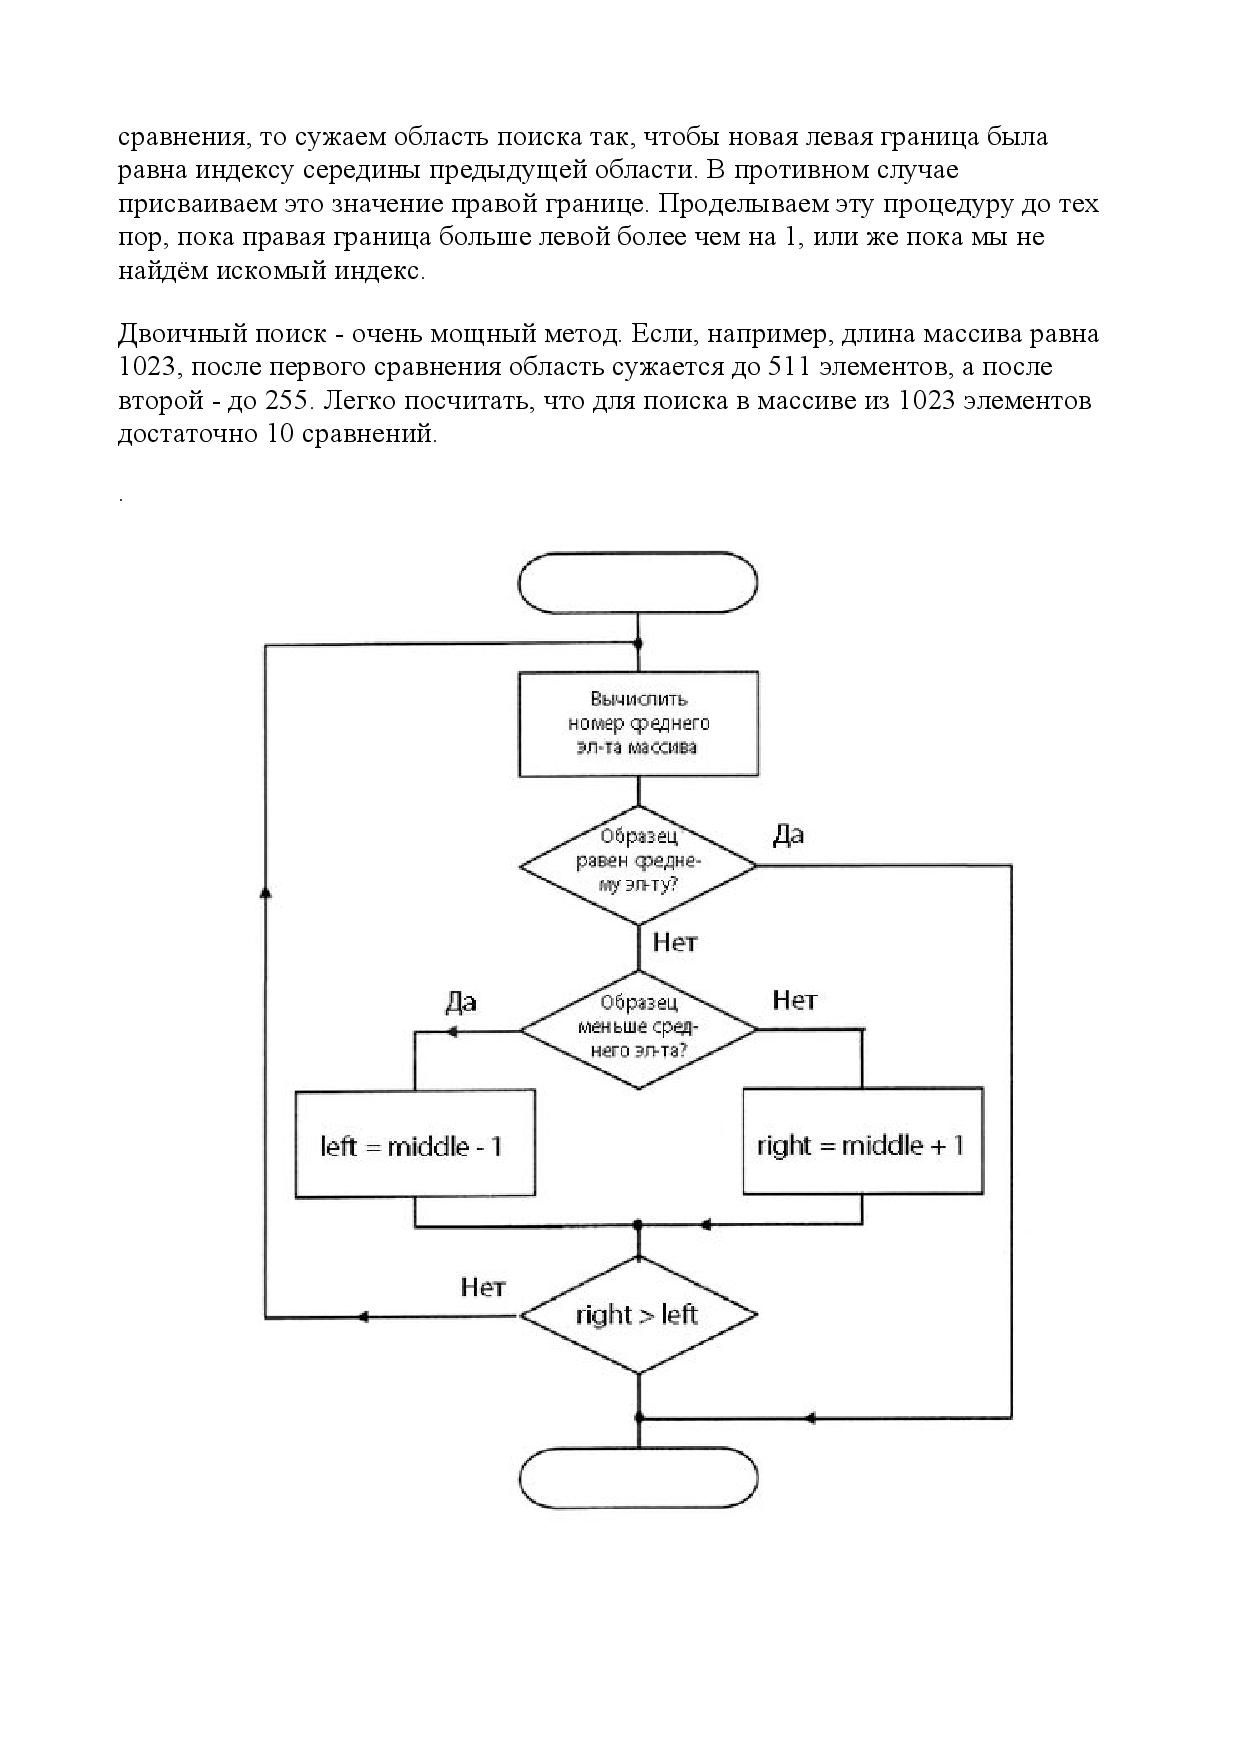 сравнения, то сужаем область поиска так, чтобы новая левая граница была
равна индексу середины предыдущей области. В противном случае
присваиваем это значение правой границе. Проделываем эту процедуру до тех
пор, пока правая граница больше левой более чем на 1, или же пока мы не
найдём искомый индекс.
Двоичный поиск - очень мощный метод. Если, например, длина массива равна
1023, после первого сравнения область сужается до 511 элементов, а после
второй - до 255. Легко посчитать, что для поиска в массиве из 1023 элементов
достаточно 10 сравнений.
.
Вычислить
номер среднего
эл-та массива
Образец
равен средне-
му эл-ту?
Да
Нет
Да
Образец
меньше сред-
него эл-та?
Нет
left = middle - 1
right = middle + 1
Нет
right > left